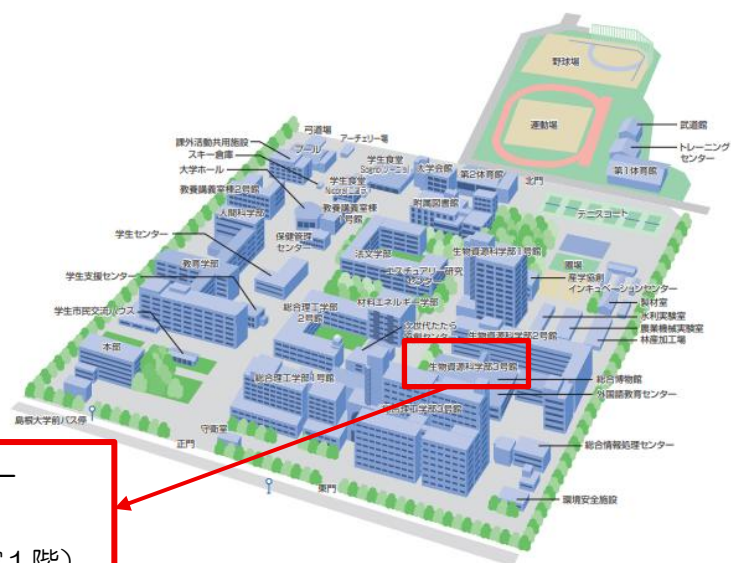 野球場
運動場
武道館
トレーニング
センター
第1体育館
弓道場
アーチェリー場
課外活動共用施設
プール
スキー倉庫
大学ホール
学生食堂
大学会館
第2体育館
北門
学生食堂
教養講義室棟2号館
教養講義室棟
1号館
附属図書館
テニスコート
人間科学部
保健管理
センター
学生センター
法文学部
生物資源科学部1号館
教育学部
エスチュアリー研究
センター
圃場
産学協創
インキュベーションセンター
学生支援センター
製材室
総合理工学部
2号館
材料エネルギー学部
水利実験室
農業機械実験室
学生市民交流ハウス
次世代たたら
協創センター
生物資源科学部2号館
林産加工場
本部
生物資源科学部3号館
総合理工学部1号館
総合博物館
外国語教育センター
総合理工学部3号館
島根大学前バス停
守衛室
正門
総合情報処理センター
東門
環境安全施設
ー
1階）